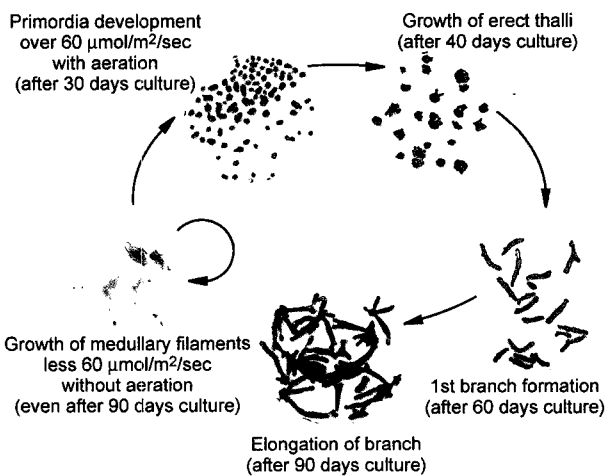 Primordia development
over 60 μmol/m²/sec
with aeration
(after 30 days culture)
Growth of erect thalli
(after 40 days culture)
Growth of medullary filaments
less 60 μmol/m²/sec
without aeration
(even after 90 days culture)
1st branch formation
(after 60 days culture)
Elongation of branch
(after 90 days culture)